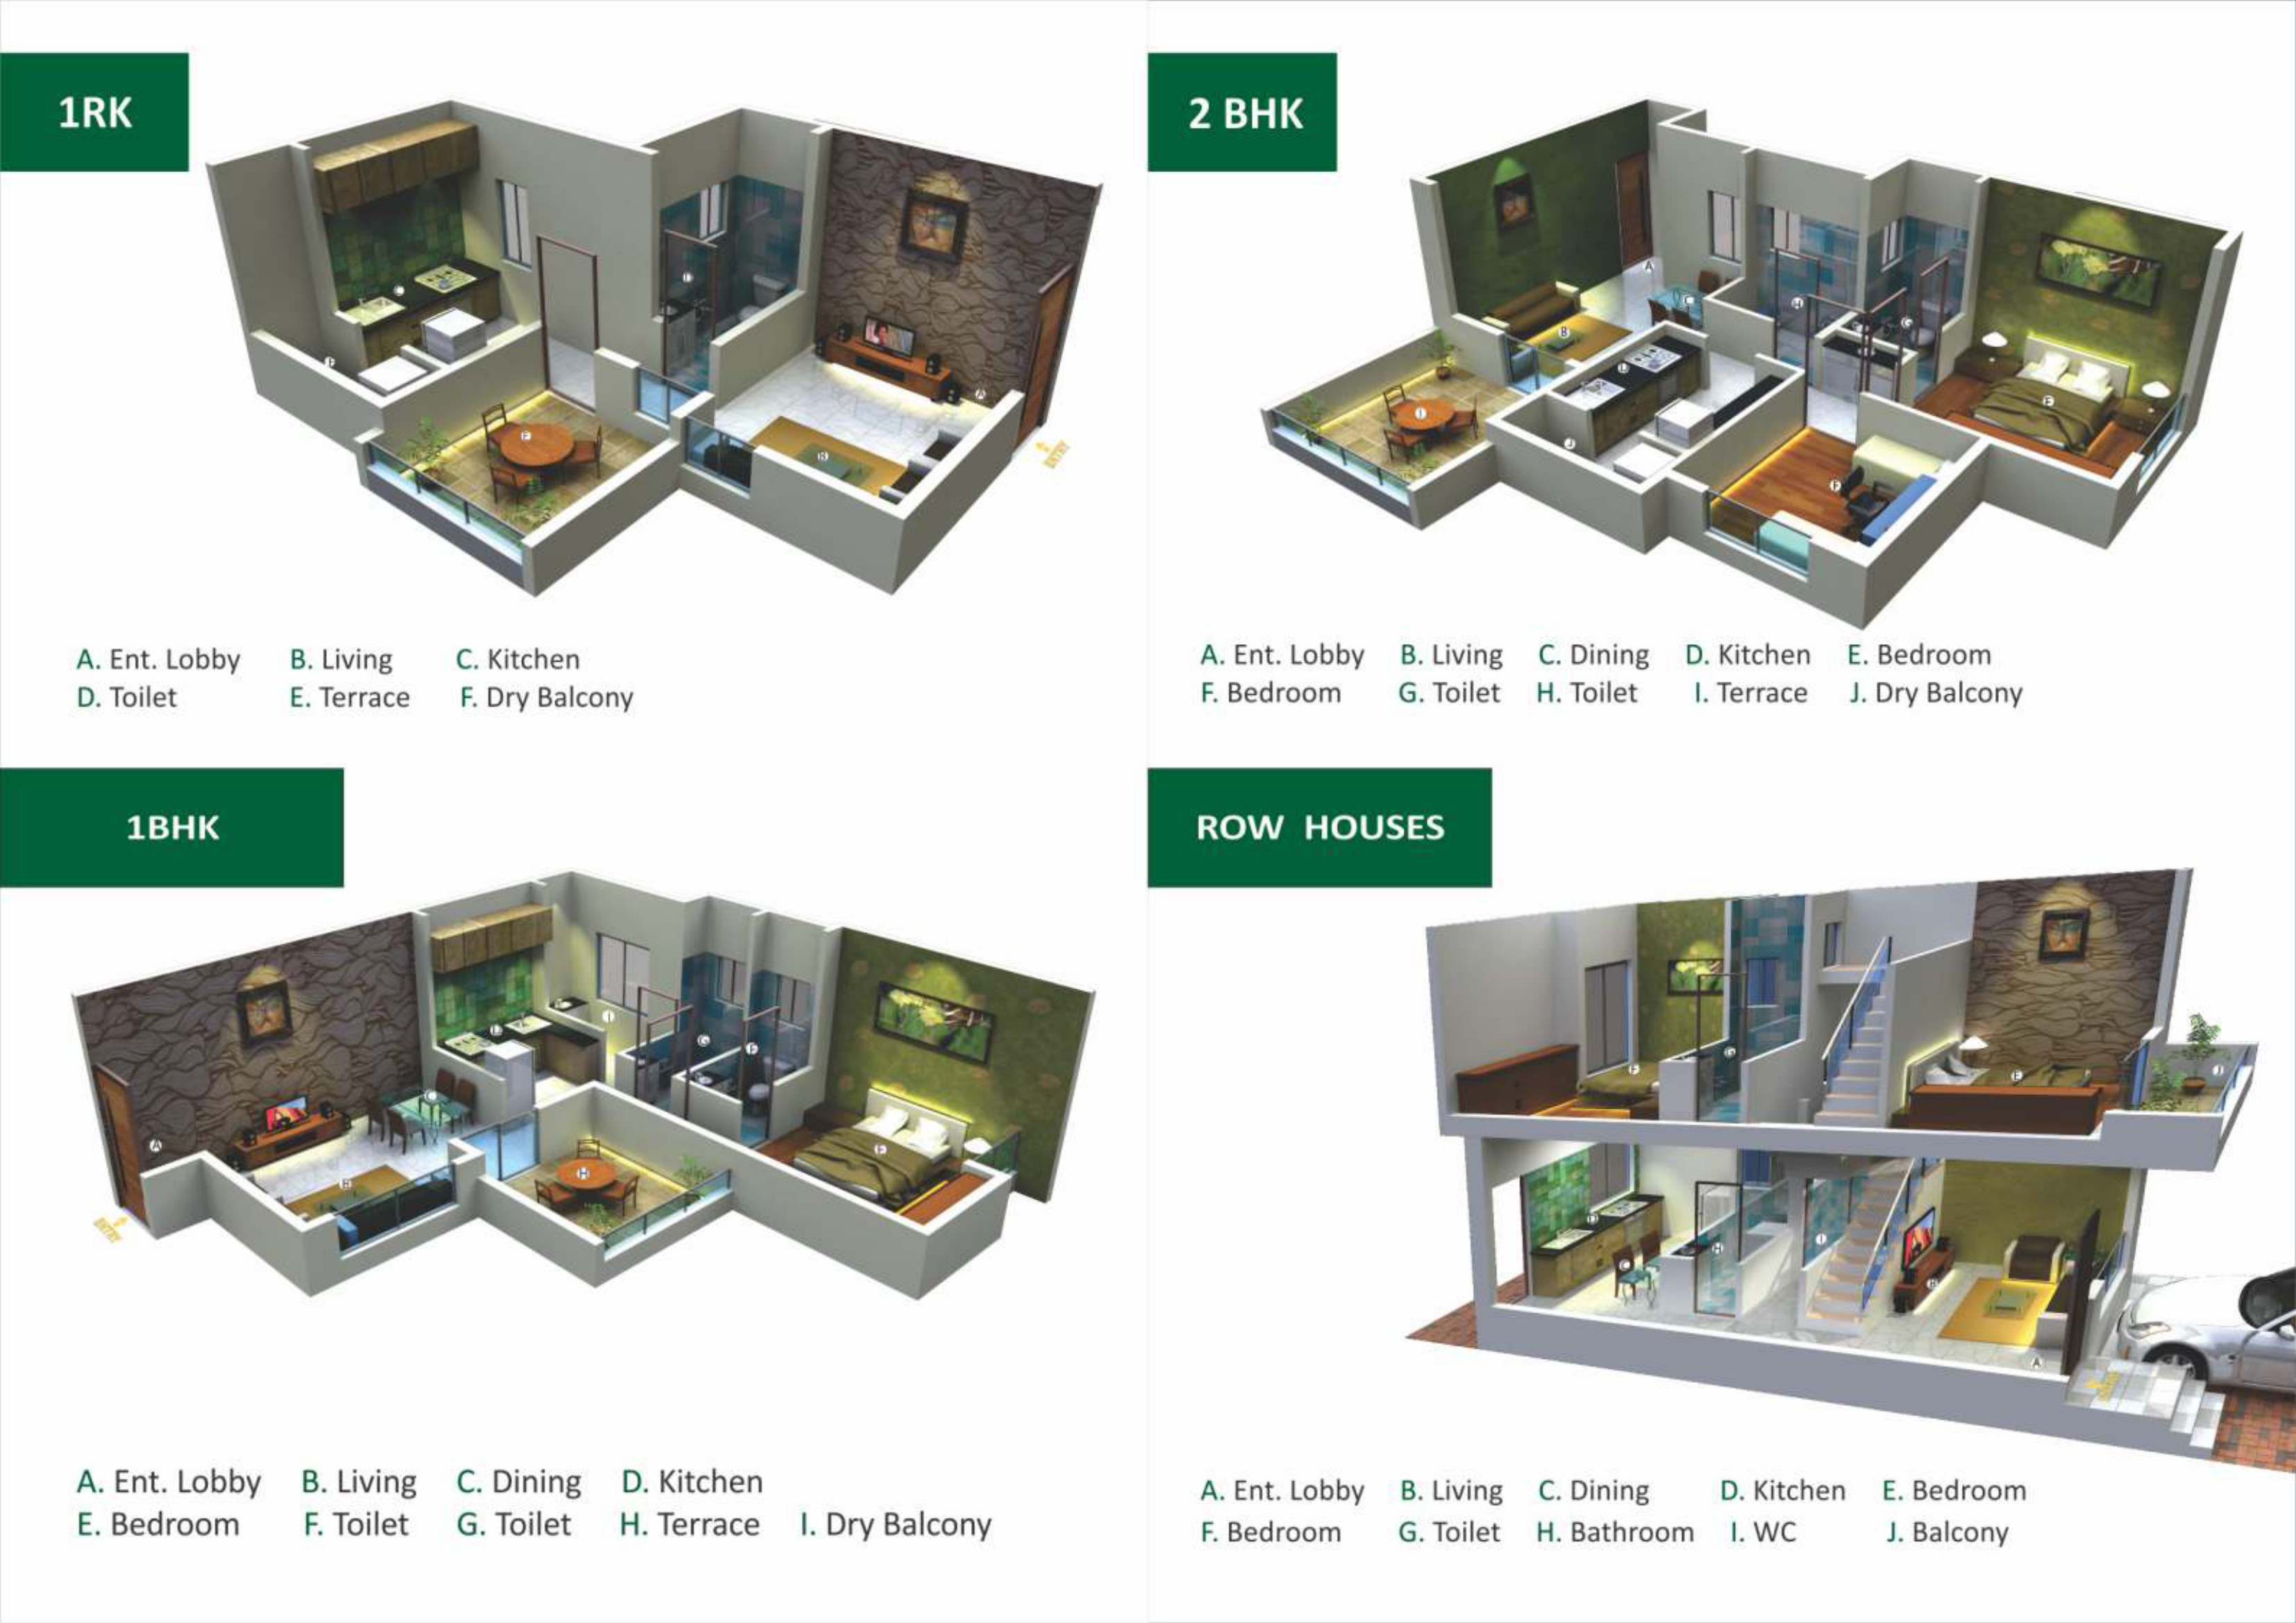 1RK
ENTRY
A. Ent. Lobby B. Living C. Kitchen
D. Toilet E. Terrace F. Dry Balcony
2 BHK
A. Ent. Lobby B. Living C. Dining D. Kitchen E. Bedroom
F. Bedroom G. Toilet H. Toilet I. Terrace J. Dry Balcony
1BHK
ENTRY
A. Ent. Lobby B. Living C. Dining D. Kitchen
E. Bedroom F. Toilet G. Toilet H. Terrace I. Dry Balcony
ROW HOUSES
A. Ent. Lobby B. Living C. Dining D. Kitchen E. Bedroom
F. Bedroom G. Toilet H. Bathroom I. WC J. Balcony